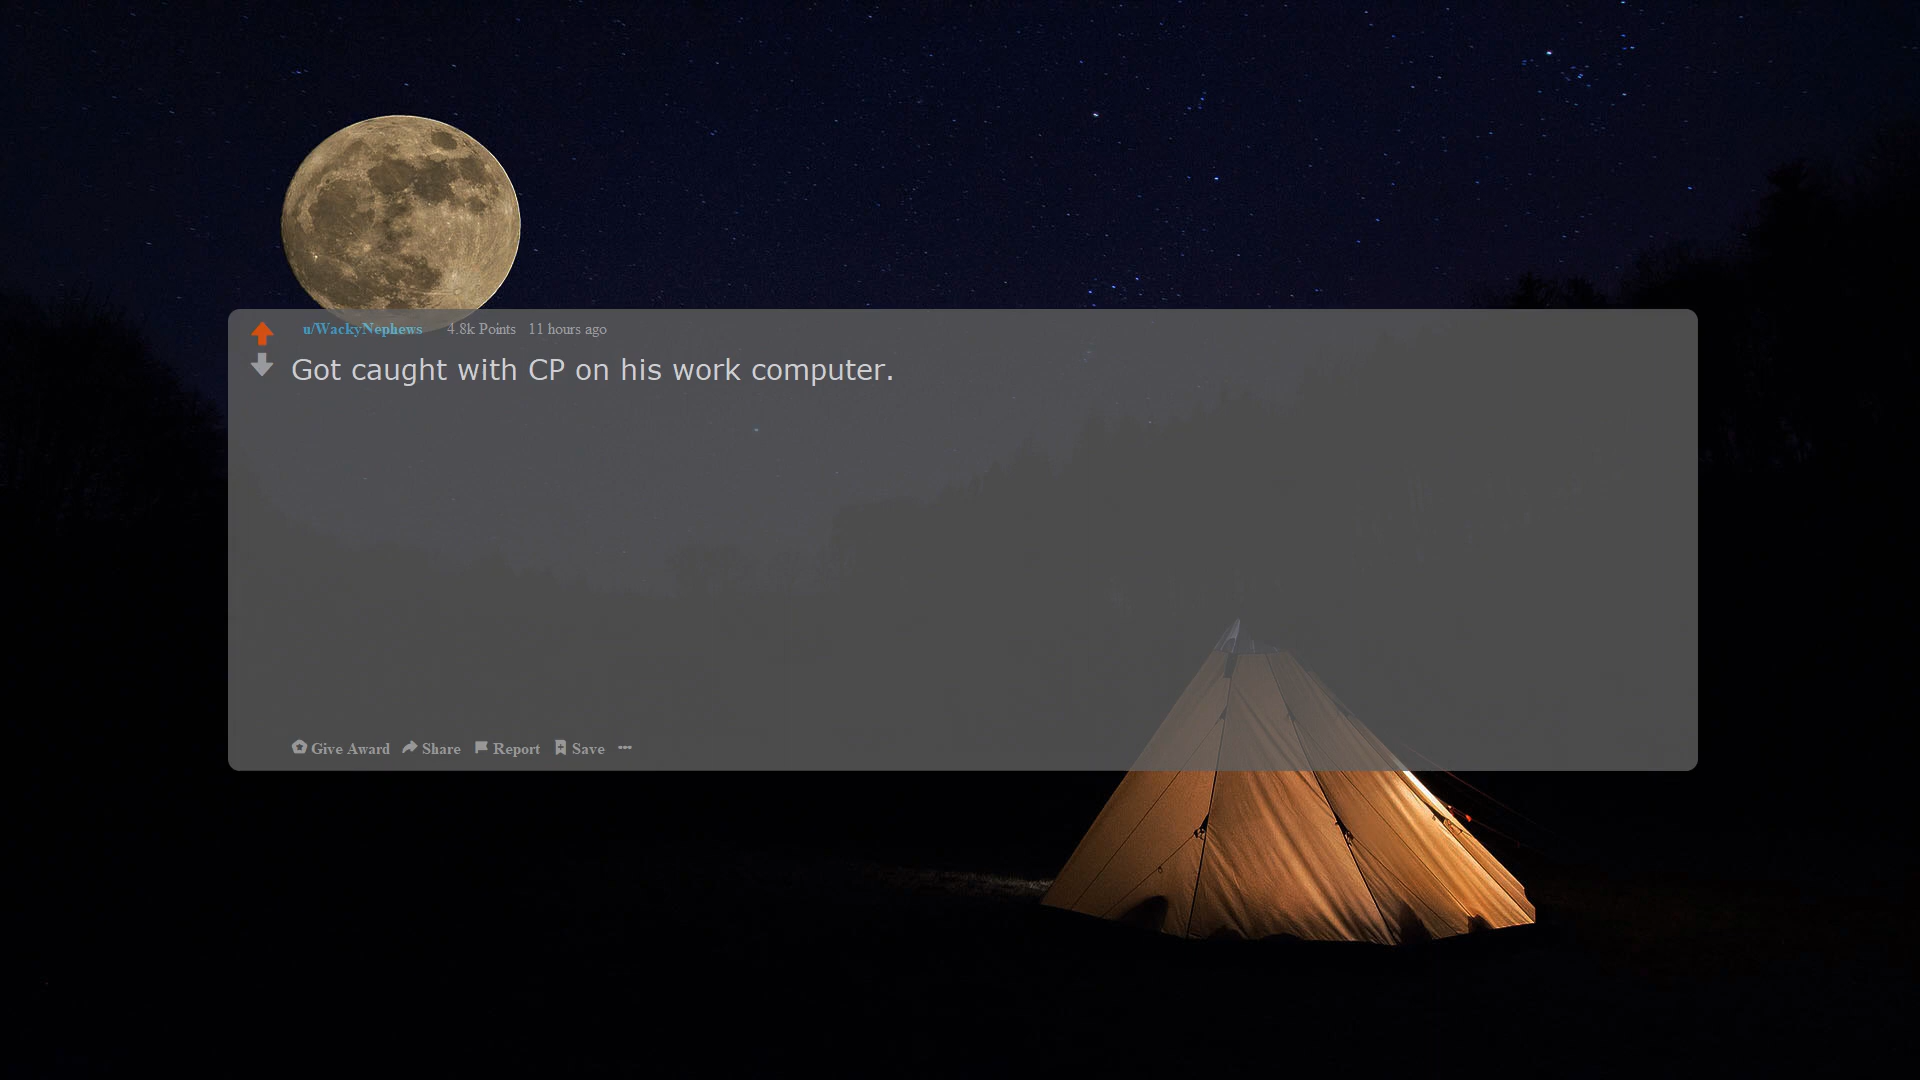 u/WackyNephews 4.8k Points 11 hours ago
Got caught with CP on his work computer.
Give Award Share Report Save